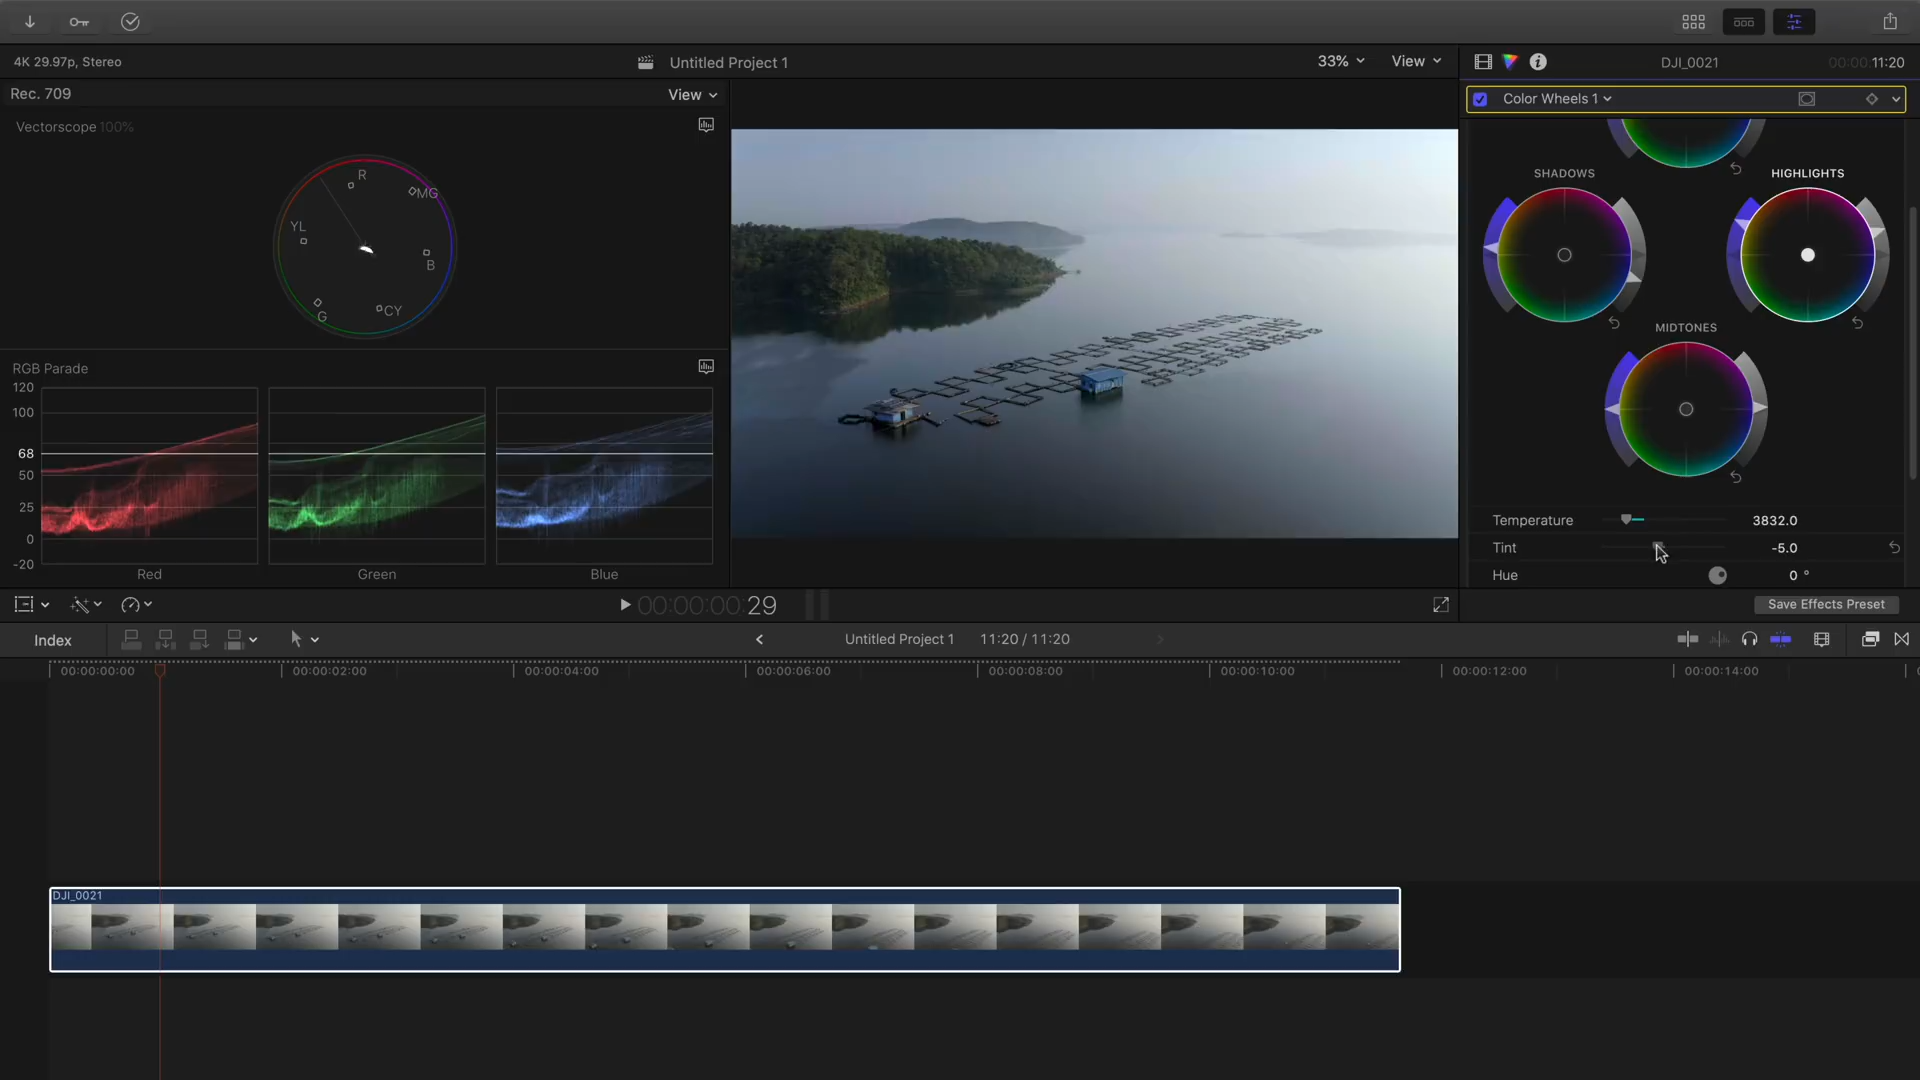 4K 29.97p, Stereo
Untitled Project 1
33%
View
DJI_0021
00:00:00:11:20
Rec. 709
View
Color Wheels 1
Vectorscope 100%
R
MG
YL
B
G
CY
SHADOWS
HIGHLIGHTS
MIDTONES
RGB Parade
120
100
68
50
25
0
-20
Red
Green
Blue
Temperature
3832.0
Tint
-5.0
Hue
0 °
00:00:00:29
Save Effects Preset
Index
Untitled Project 1
11:20 / 11:20
00:00:00:00
00:00:02:00
00:00:04:00
00:00:06:00
00:00:08:00
00:00:10:00
00:00:12:00
00:00:14:00
DJI_0021